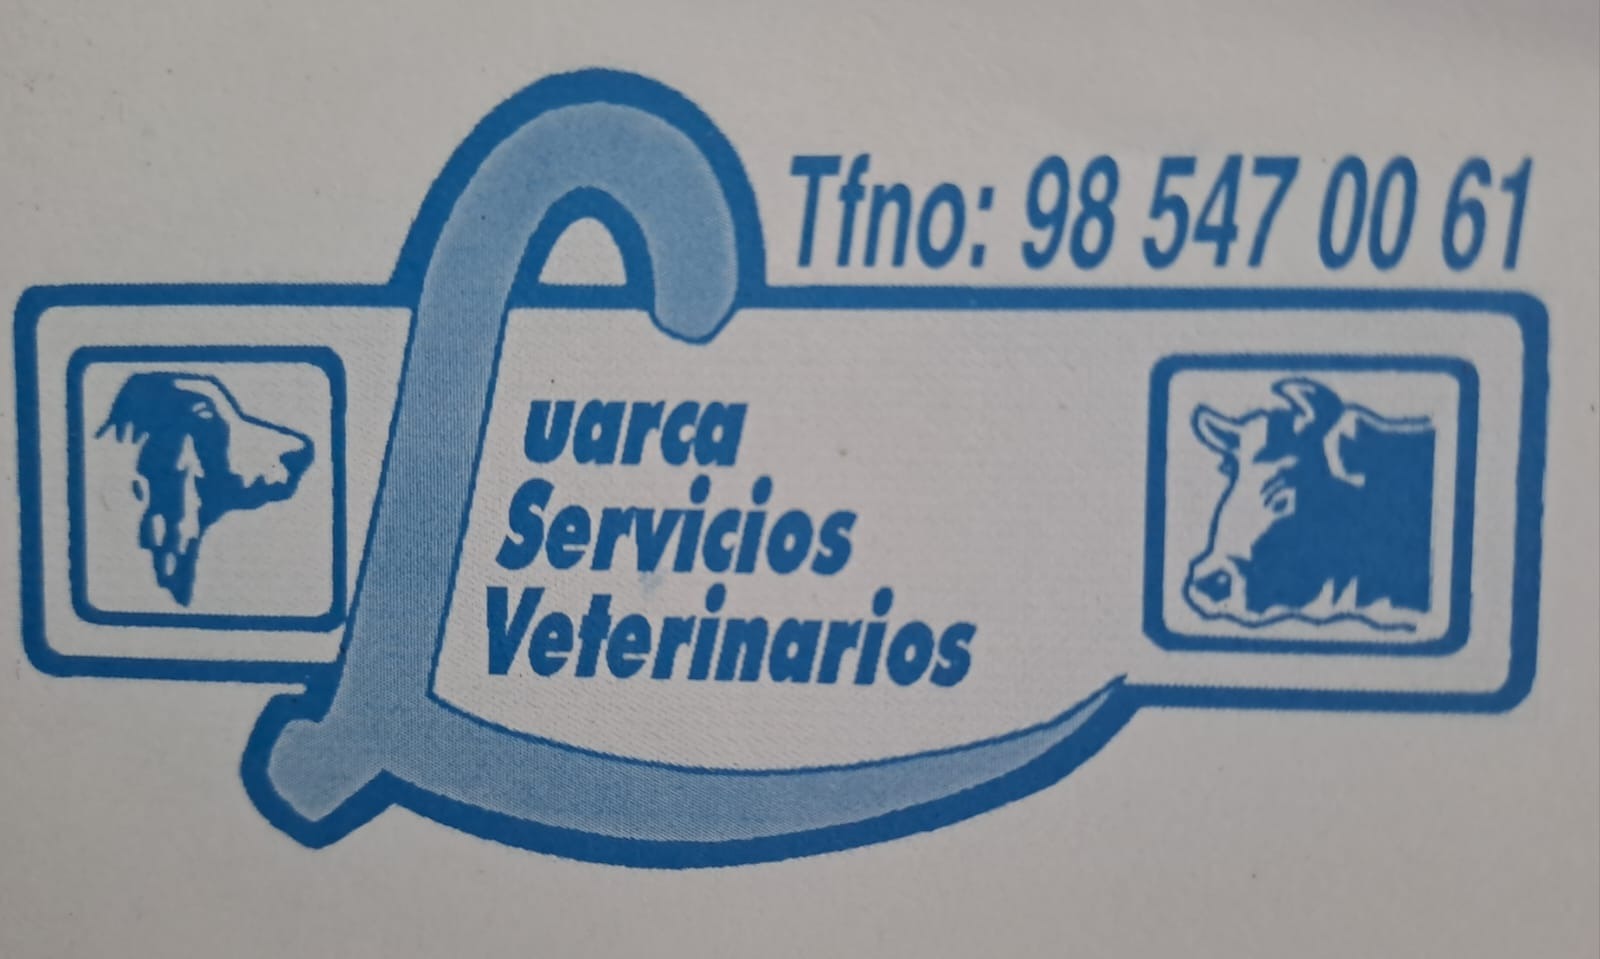 Tfno: 98 547 00 61
Luarca
Servicios
Veterinarios